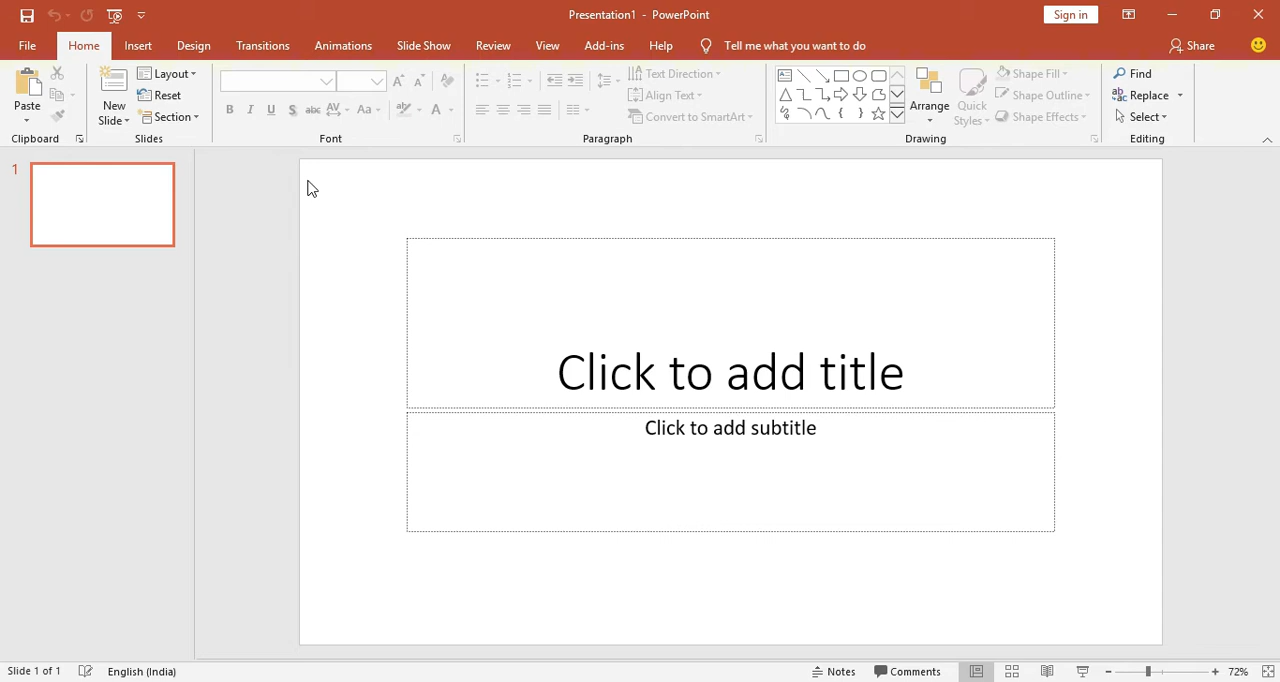 Presentation1 - PowerPoint
Sign in
File Home Insert Design Transitions Animations Slide Show Review View Add-ins Help Tell me what you want to do Share
Paste
New Slide
Layout
Reset
Section
abc AV Aa A
Text Direction
Align Text
Convert to SmartArt
Arrange
Quick Styles
Shape Fill
Shape Outline
Shape Effects
Find
Replace
Select
Clipboard Slides Font Paragraph Drawing Editing
1
Click to add title
Click to add subtitle
Slide 1 of 1 English (India) Notes Comments 72%